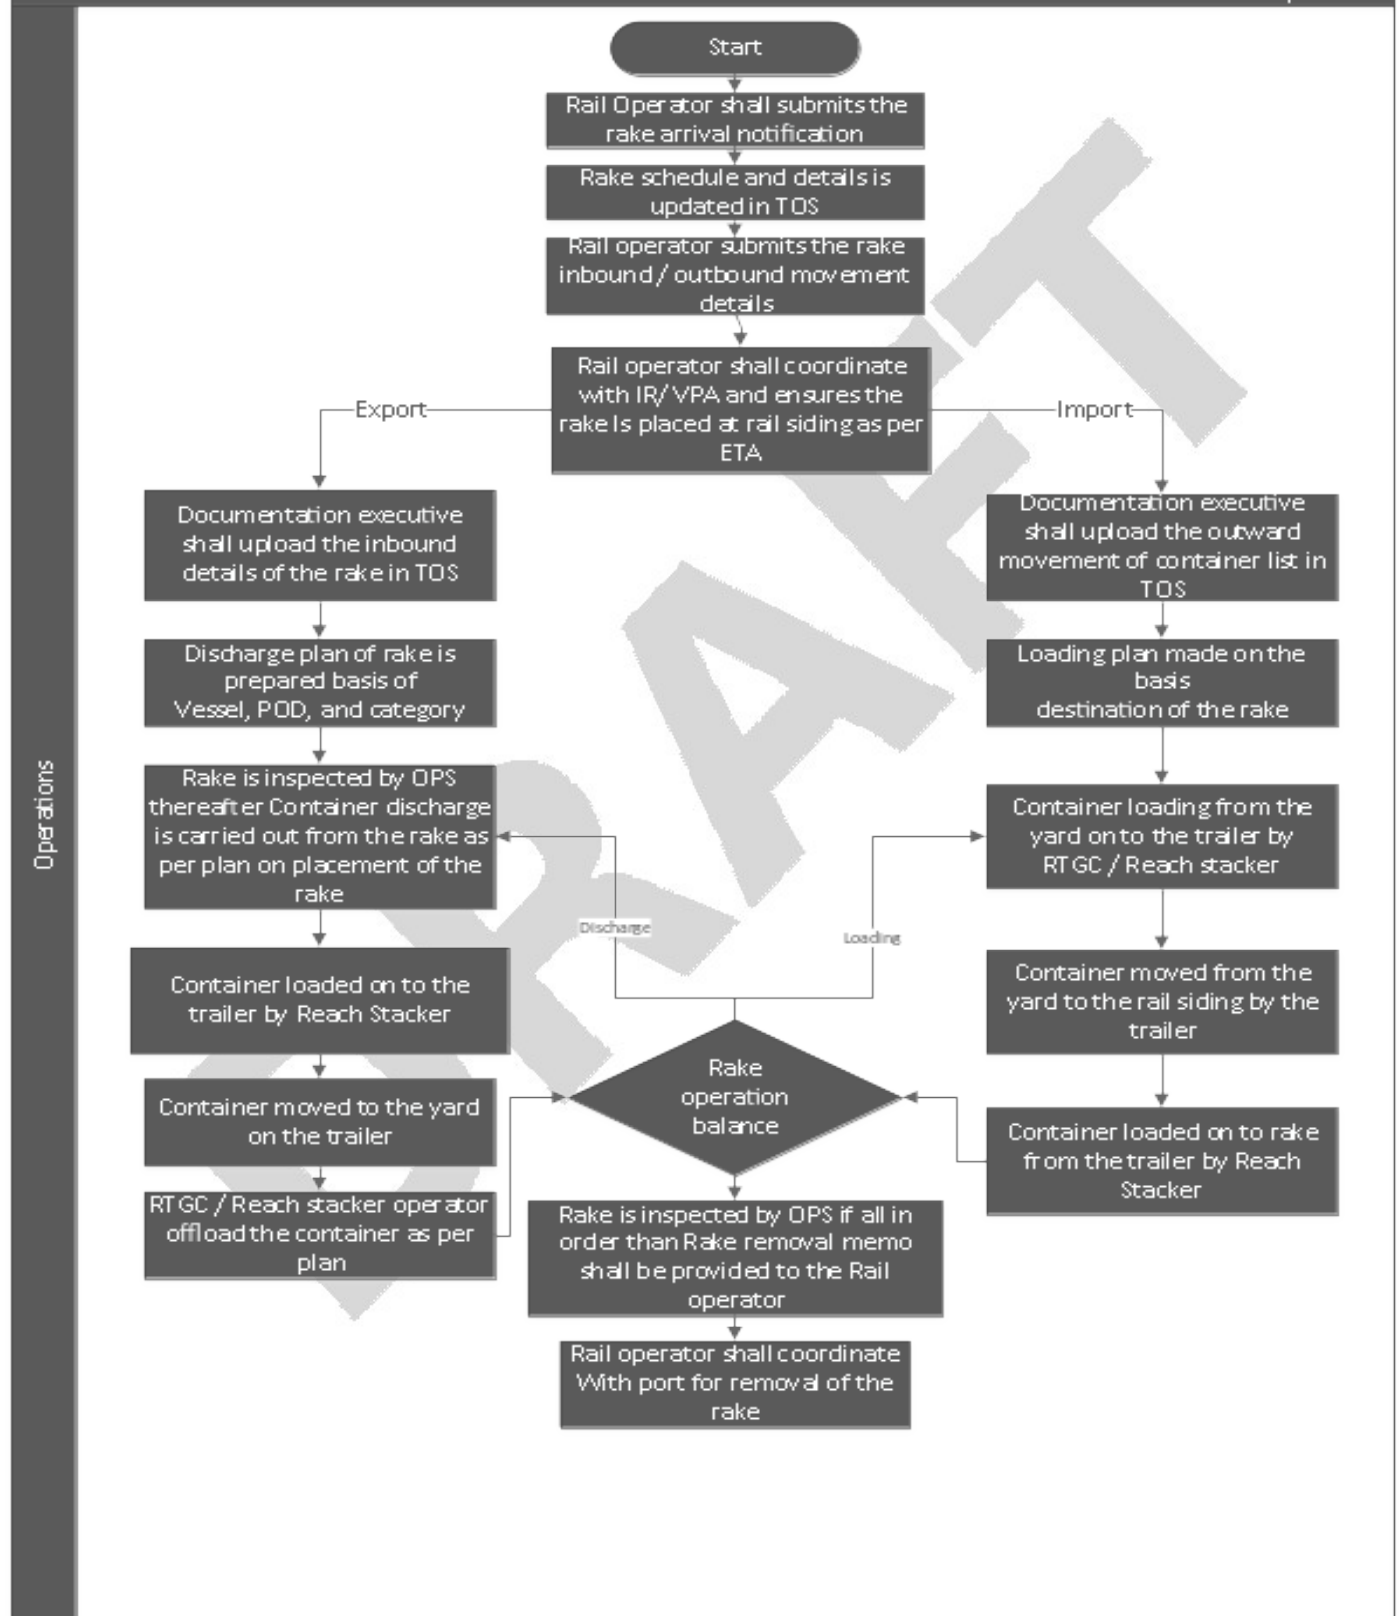 Start
Rail Operator shall submits the
rake arrival notification
Rake schedule and details is
updated in TOS
Rail operator submits the rake
inbound / outbound movement
details
Rail operator shall coordinate
with IR/ VPA and ensures the
rake Is placed at rail siding as per
ETA
Export
Import
Documentation executive
shall upload the inbound
details of the rake in TOS
Discharge plan of rake is
prepared basis of
Vessel, POD, and category
Rake is inspected by OPS
thereafter Container discharge
is carried out from the rake as
per plan on placement of the
rake
Container loaded on to the
trailer by Reach Stacker
Container moved to the yard
on the trailer
RTGC / Reach stacker operator
offload the container as per
plan
Documentation executive
shall upload the outward
movement of container list in
TOS
Loading plan made on the
basis
destination of the rake
Container loading from the
yard on to the trailer by
RTGC / Reach stacker
Container moved from the
yard to the rail siding by the
trailer
Container loaded on to rake
from the trailer by Reach
Stacker
Discharge
Loading
Rake
operation
balance
Rake is inspected by OPS if all in
order than Rake removal memo
shall be provided to the Rail
operator
Rail operator shall coordinate
With port for removal of the
rake
Operations
DRAFT